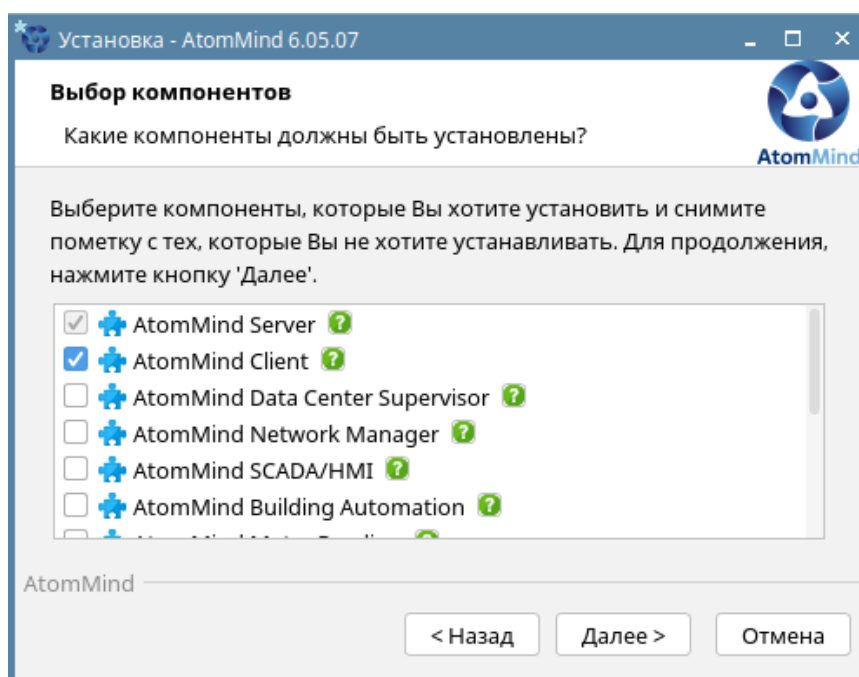 Установка - AtomMind 6.05.07
Выбор компонентов
Какие компоненты должны быть установлены?
AtomMind
Выберите компоненты, которые Вы хотите установить и снимите
пометку с тех, которые Вы не хотите устанавливать. Для продолжения,
нажмите кнопку 'Далее'.
AtomMind Server
AtomMind Client
AtomMind Data Center Supervisor
AtomMind Network Manager
AtomMind SCADA/HMI
AtomMind Building Automation
AtomMind
< Назад
Далее >
Отмена